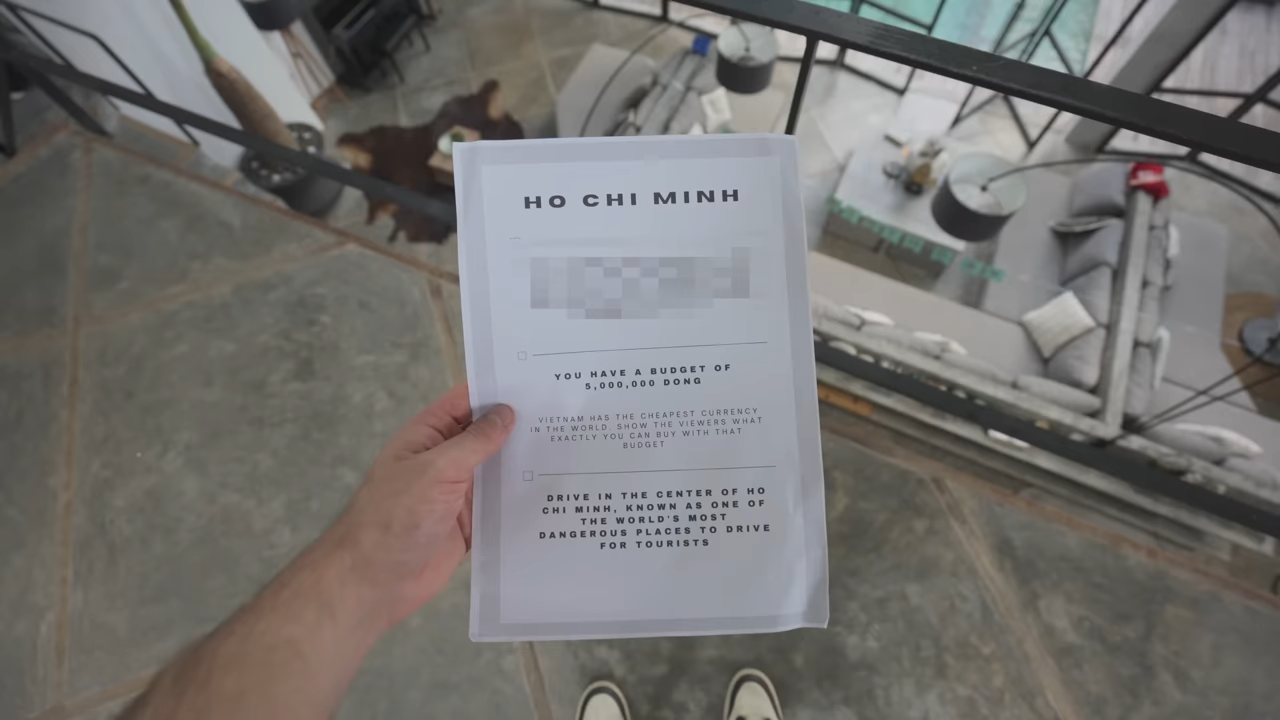 HO CHI MINH
YOU HAVE A BUDGET OF
5,000,000 DONG
VIETNAM HAS THE CHEAPEST CURRENCY
IN THE WORLD. SHOW THE VIEWERS WHAT
EXACTLY YOU CAN BUY WITH THAT
BUDGET
DRIVE IN THE CENTER OF HO
CHI MINH, KNOWN AS ONE OF
THE WORLD'S MOST
DANGEROUS PLACES TO DRIVE
FOR TOURISTS